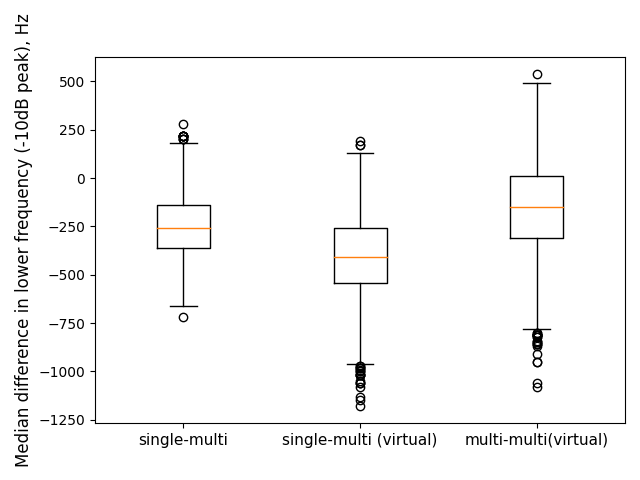 Median difference in lower frequency (-10dB peak), Hz
500
250
0
−250
−500
−750
−1000
−1250
single-multi
single-multi (virtual)
multi-multi(virtual)